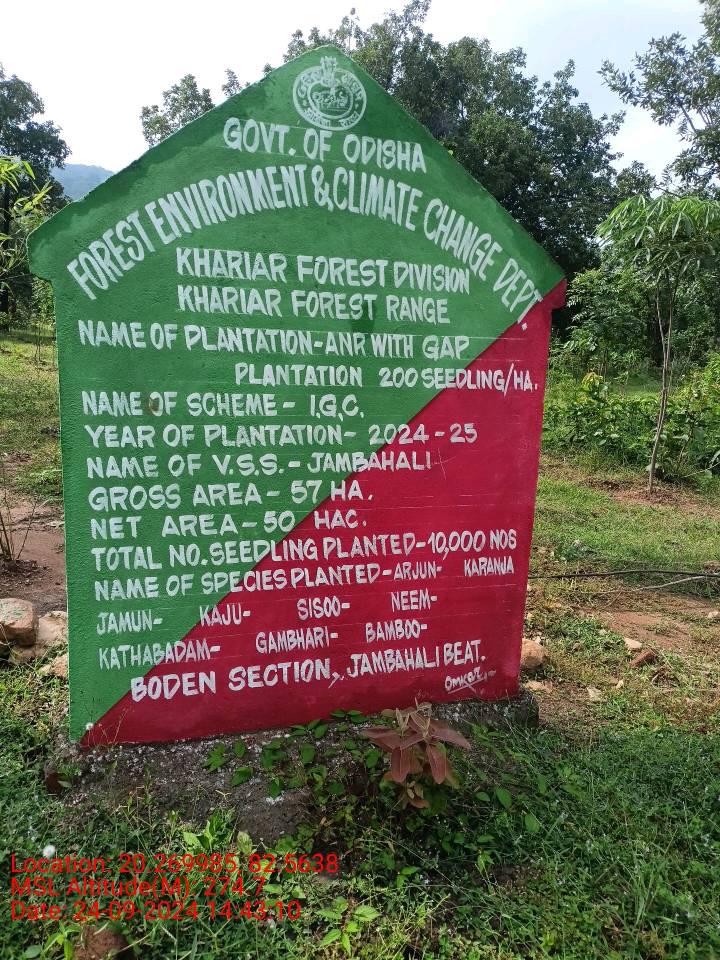 GOVT. OF ODISHA
FOREST ENVIRONMENT & CLIMATE CHANGE DEPT.
KHARIAR FOREST DIVISION
KHARIAR FOREST RANGE
NAME OF PLANTATION-ANR WITH GAP
PLANTATION 200 SEEDLING/HA.
NAME OF SCHEME- I.G.C.
YEAR OF PLANTATION- 2024-25
NAME OF V.S.S.- JAMBAHALI
GROSS AREA- 57 HA.
NET AREA-50 HAC.
TOTAL NO.SEEDLING PLANTED-10,000 NOS
NAME OF SPECIES PLANTED-ARJUN- KARANJA
JAMUN- KAJU- SISOO- NEEM-
KATHABADAM- GAMBHARI- BAMBOO-
BODEN SECTION, JAMBAHALI BEAT.
Location: 20.269985, 82.5638
MSL Altitude(M): 274.7
Date: 24-09-2024 14:43:10